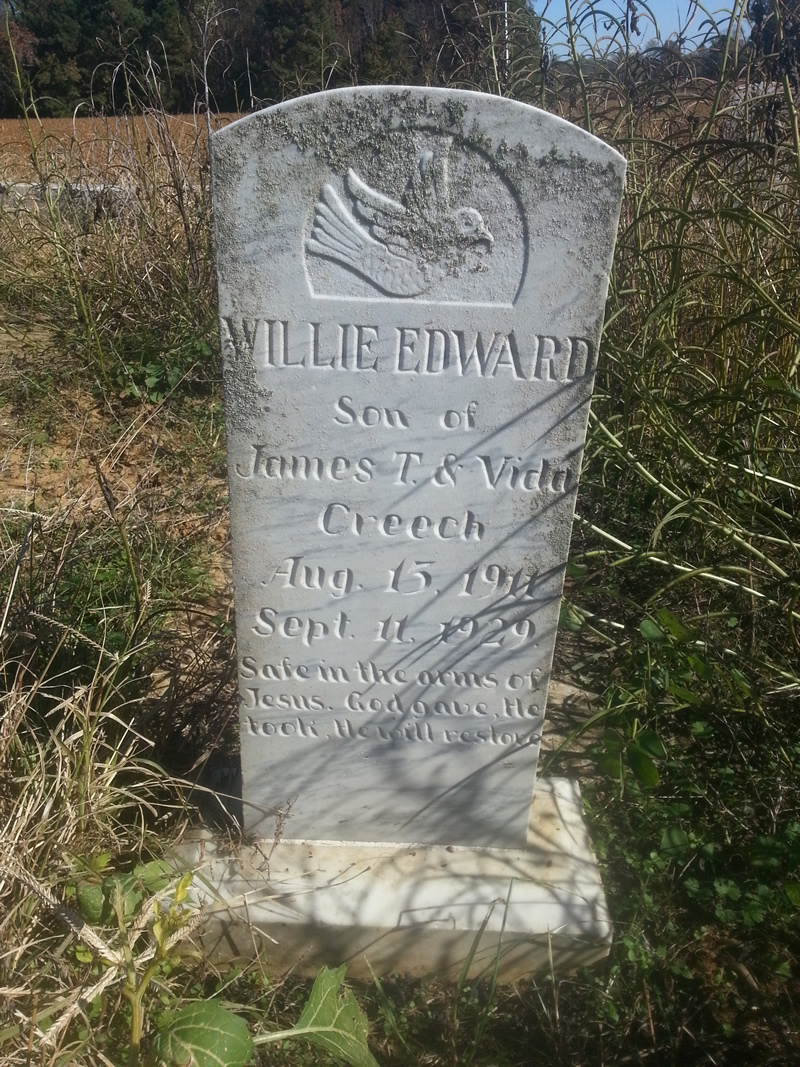 WILLIE EDWARD
Son of
James T. & Vida
Creech
Aug. 13, 1911
Sept. 11, 1929
Safe in the arms of
Jesus. God gave, He
took, He will restore